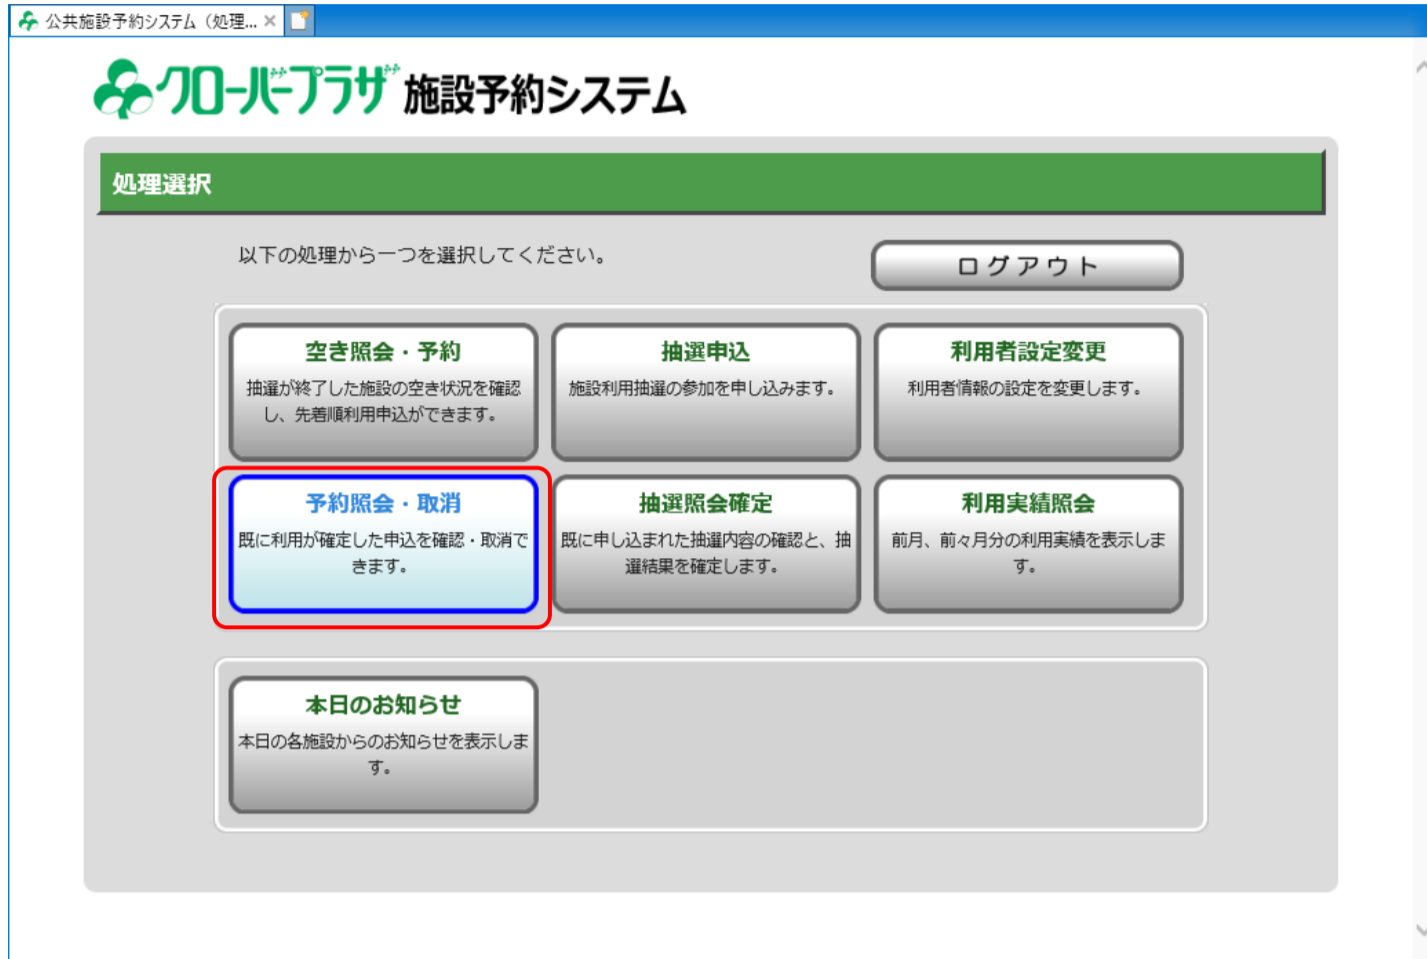 公共施設予約システム（処理...
クローバープラザ 施設予約システム
処理選択
以下の処理から一つを選択してください。
ログアウト
空き照会・予約
抽選が終了した施設の空き状況を確認
し、先着順利用申込ができます。
抽選申込
施設利用抽選の参加を申し込みます。
利用者設定変更
利用者情報の設定を変更します。
予約照会・取消
既に利用が確定した申込を確認・取消で
きます。
抽選照会確定
既に申し込まれた抽選内容の確認と、抽
選結果を確定します。
利用実績照会
前月、前々月分の利用実績を表示しま
す。
本日のお知らせ
本日の各施設からのお知らせを表示しま
す。